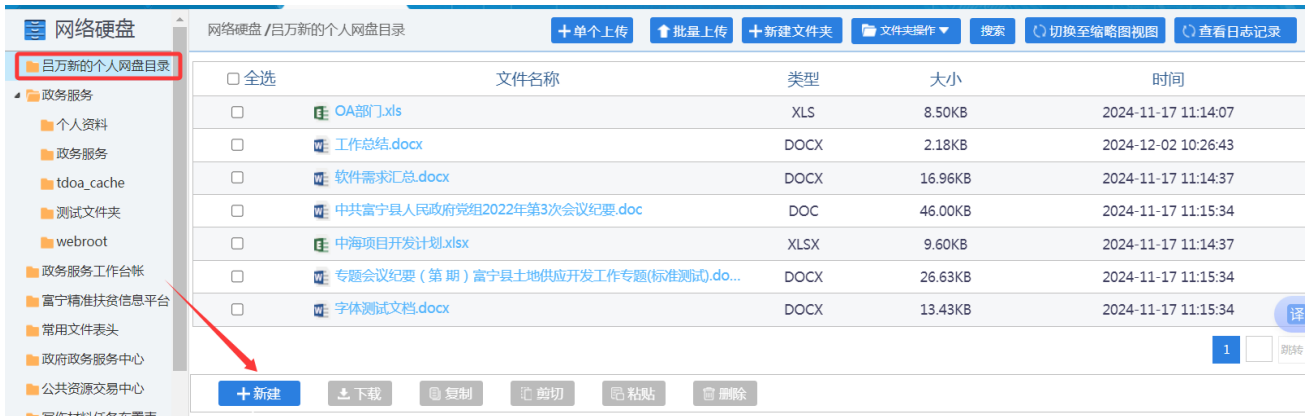 网络硬盘
吕万新的个人网盘目录
政务服务
个人资料
政务服务
tdoa_cache
测试文件夹
webroot
政务服务工作台帐
富宁精准扶贫信息平台
常用文件表头
政府政务服务中心
公共资源交易中心
网络硬盘 /吕万新的个人网盘目录 单个上传 批量上传 新建文件夹 文件夹操作 搜索 切换至缩略图视图 查看日志记录
全选 文件名称 类型 大小 时间
OA部门.xls XLS 8.50KB 2024-11-17 11:14:07
工作总结.docx DOCX 2.18KB 2024-12-02 10:26:43
软件需求汇总.docx DOCX 16.96KB 2024-11-17 11:14:37
中共富宁县人民政府党组2022年第3次会议纪要.doc DOC 46.00KB 2024-11-17 11:15:34
中海项目开发计划.xlsx XLSX 9.60KB 2024-11-17 11:14:37
专题会议纪要（第 期）富宁县土地供应开发工作专题(标准测试).do... DOCX 26.63KB 2024-11-17 11:15:34
字体测试文档.docx DOCX 13.43KB 2024-11-17 11:15:34
译
1 跳转
新建 下载 复制 剪切 粘贴 删除